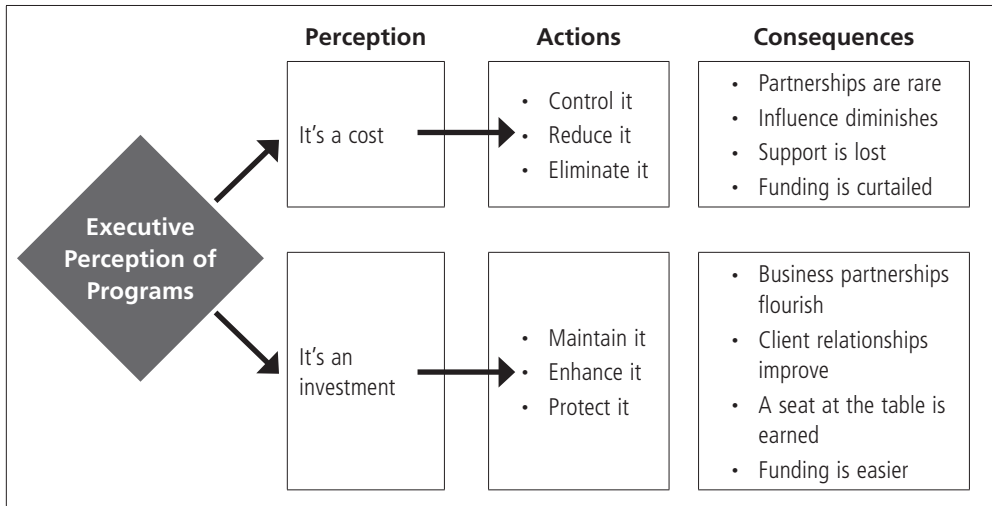 Perception
Actions
Consequences
Executive
Perception of
Programs
It's a cost
• Control it
• Reduce it
• Eliminate it
• Partnerships are rare
• Influence diminishes
• Support is lost
• Funding is curtailed
It's an
investment
• Maintain it
• Enhance it
• Protect it
• Business partnerships
flourish
• Client relationships
improve
• A seat at the table is
earned
• Funding is easier